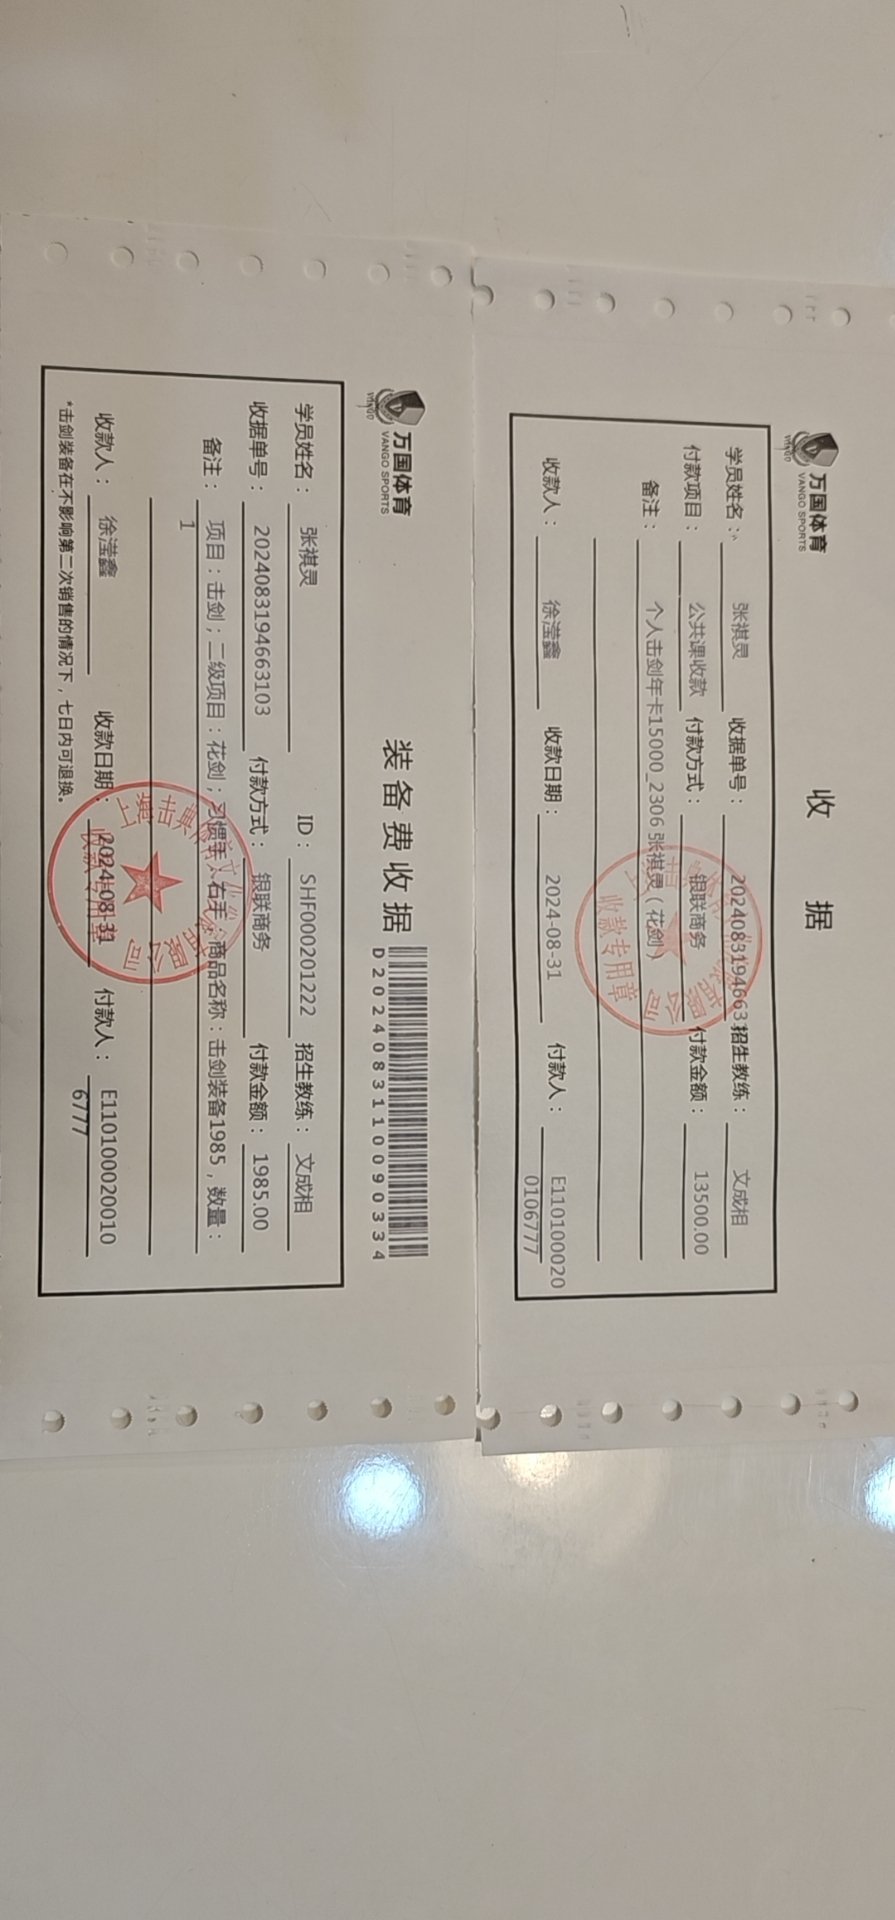 万国体育
VANGO SPORTS
收 据
学员姓名： 张祺灵 收据单号： 2024083194663 招生教练： 文成相
付款项目： 公共课收款 付款方式： 银联商务 付款金额： 13500.00
备注： 个人击剑年卡15000_2306 张祺灵（花剑）
收款人： 徐滢鑫 收款日期： 2024-08-31 付款人： E110100020
0106777
收款专用章
万国体育
VANGO SPORTS
装备费收据
D2024083110090334
学员姓名： 张祺灵 ID： SHF000201222 招生教练： 文成相
收据单号： 2024083194663103 付款方式： 银联商务 付款金额： 1985.00
备注： 项目：击剑；二级项目：花剑；习惯手：右手；商品名称：击剑装备1985，数量：
1
收款人： 徐滢鑫 收款日期： 2024-08-31 付款人： E110100020010
6777
收款专用章
*击剑装备在不影响第二次销售的情况下，七日内可退换。